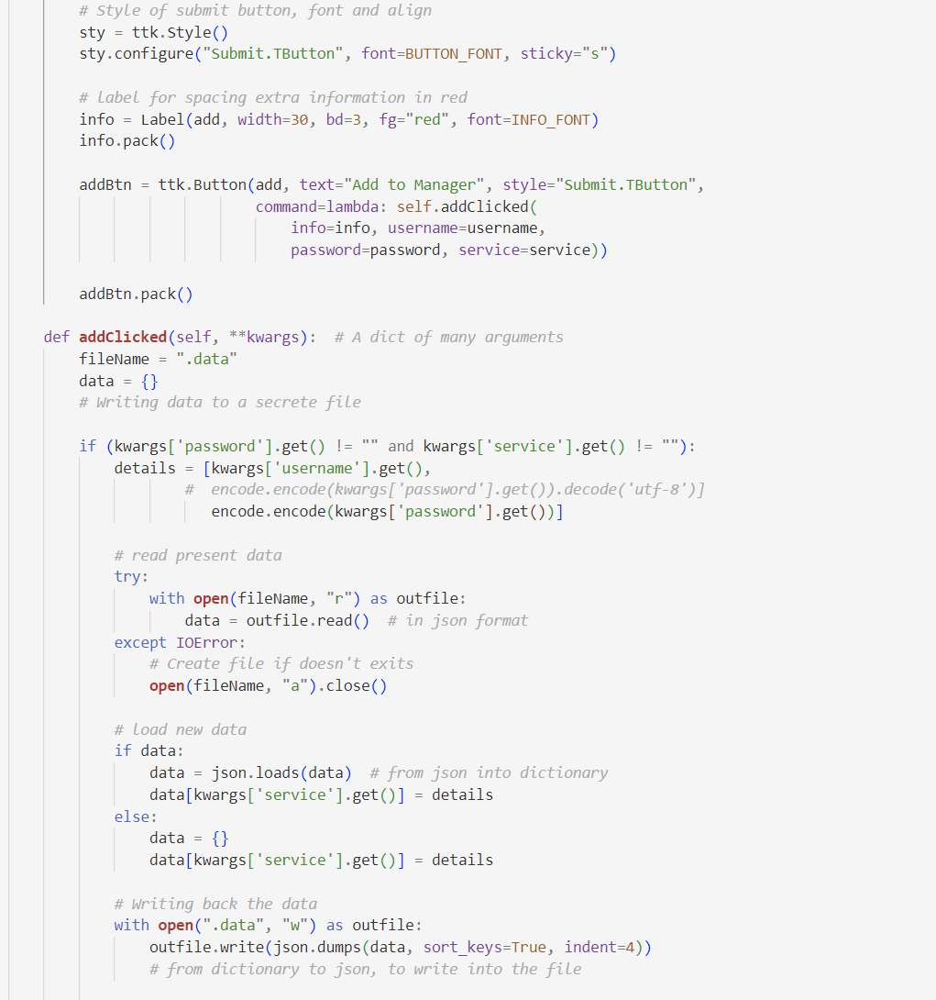 # Style of submit button, font and align
sty = ttk.Style()
sty.configure("Submit.TButton", font=BUTTON_FONT, sticky="s")
# label for spacing extra information in red
info = Label(add, width=30, bd=3, fg="red", font=INFO_FONT)
info.pack()
addBtn = ttk.Button(add, text="Add to Manager", style="Submit.TButton",
command=lambda: self.addClicked(
info=info, username=username,
password=password, service=service))
addBtn.pack()
def addClicked(self, **kwargs):  # A dict of many arguments
fileName = ".data"
data = {}
# Writing data to a secrete file
if (kwargs['password'].get() != "" and kwargs['service'].get() != ""):
details = [kwargs['username'].get(),
#  encode.encode(kwargs['password'].get()).decode('utf-8')]
encode.encode(kwargs['password'].get())]
# read present data
try:
with open(fileName, "r") as outfile:
data = outfile.read()  # in json format
except IOError:
# Create file if doesn't exits
open(fileName, "a").close()
# load new data
if data:
data = json.loads(data)  # from json into dictionary
data[kwargs['service'].get()] = details
else:
data = {}
data[kwargs['service'].get()] = details
# Writing back the data
with open(".data", "w") as outfile:
outfile.write(json.dumps(data, sort_keys=True, indent=4))
# from dictionary to json, to write into the file